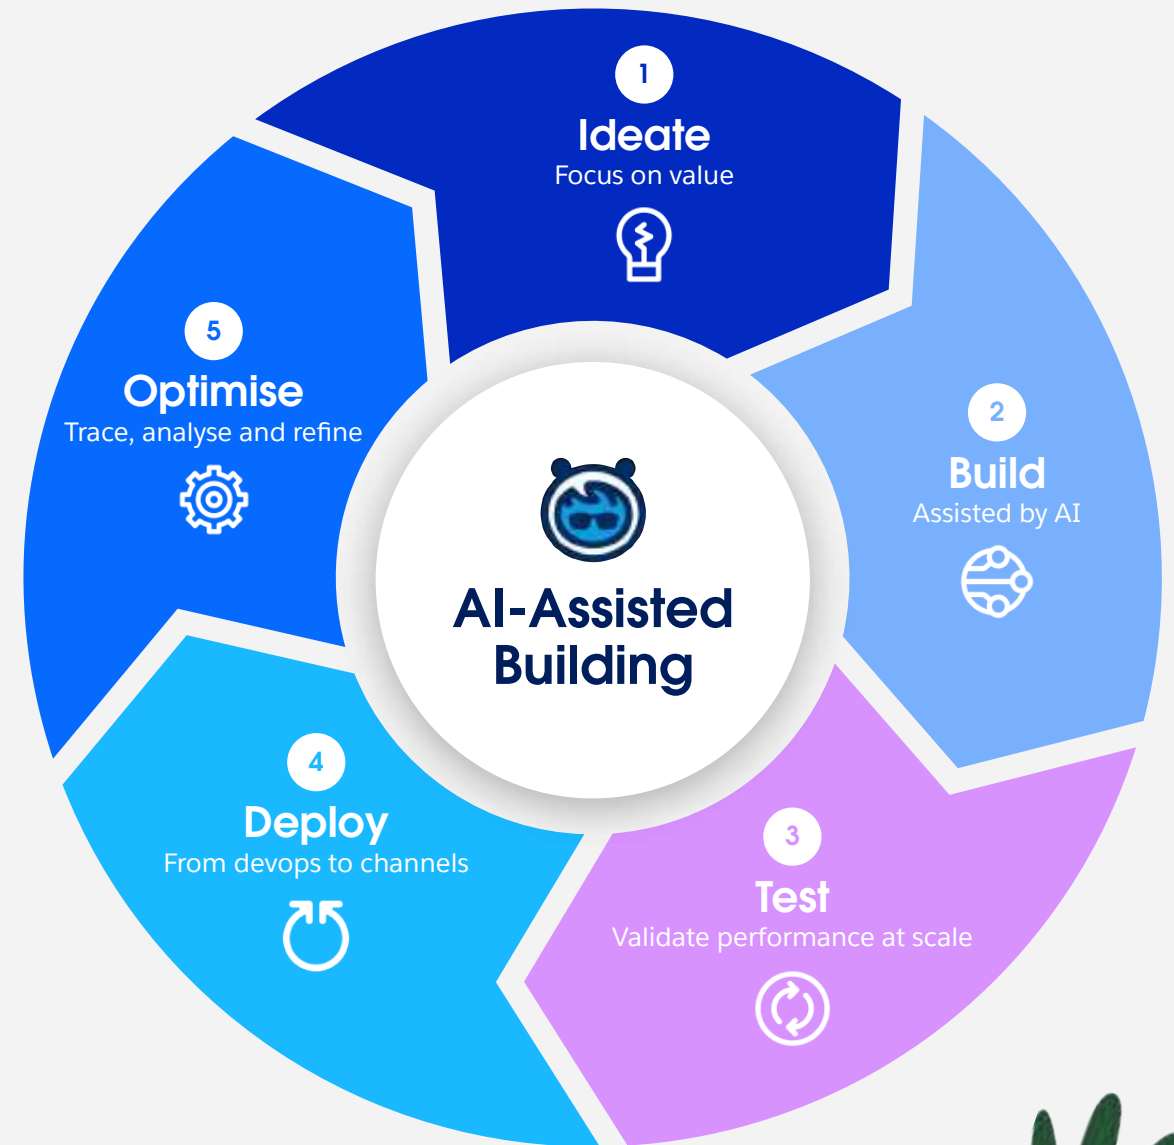 1
Ideate
Focus on value
2
Build
Assisted by AI
3
Test
Validate performance at scale
4
Deploy
From devops to channels
5
Optimise
Trace, analyse and refine
AI-Assisted
Building